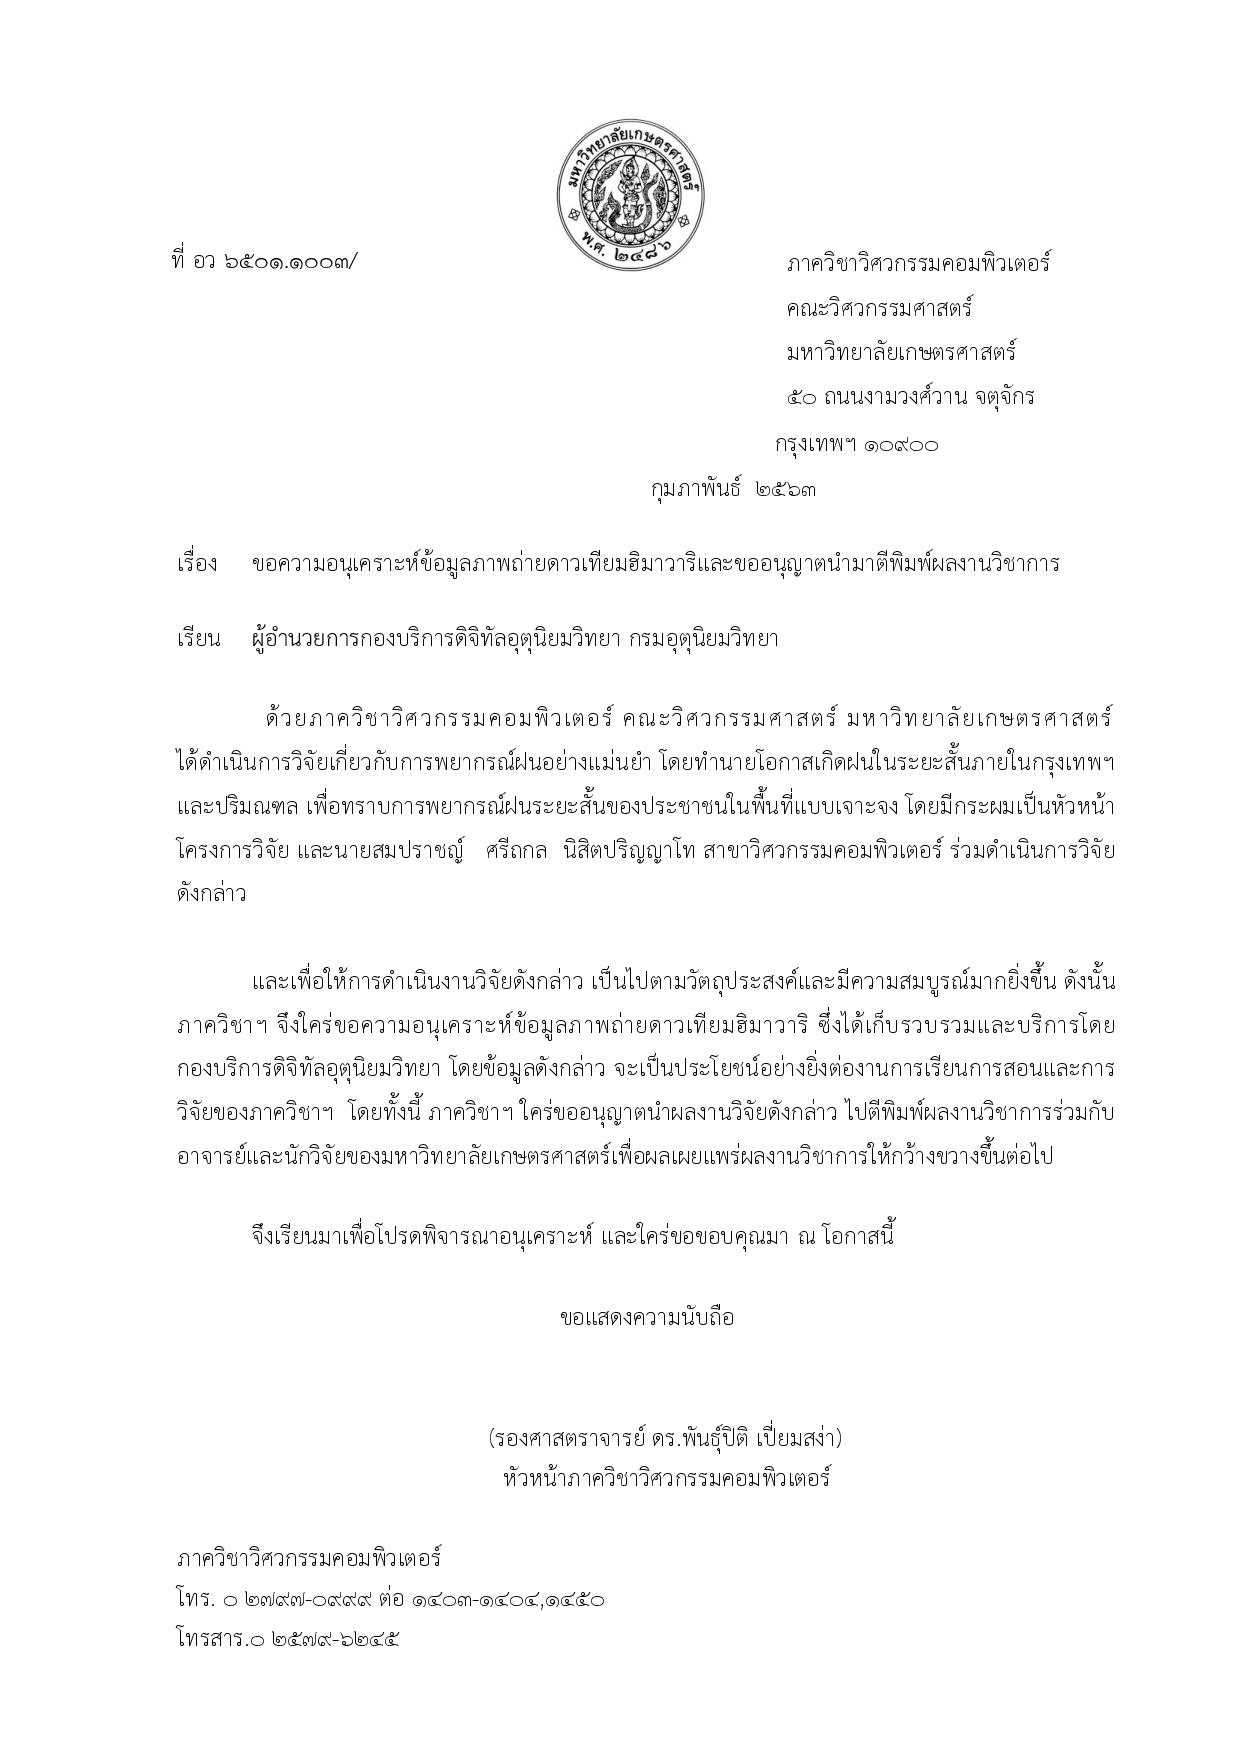 มหาวิทยาลัยเกษตรศาสตร์
พ.ศ. ๒๔๘๖
ที่ อว ๖๕๐๑.๑๐๐๓/
ภาควิชาวิศวกรรมคอมพิวเตอร์
คณะวิศวกรรมศาสตร์
มหาวิทยาลัยเกษตรศาสตร์
๕๐ ถนนงามวงศ์วาน จตุจักร
กรุงเทพฯ ๑๐๙๐๐
กุมภาพันธ์ ๒๕๖๓
เรื่อง ขอความอนุเคราะห์ข้อมูลภาพถ่ายดาวเทียมฮิมาวาริและขออนุญาตนำมาตีพิมพ์ผลงานวิชาการ
เรียน ผู้อำนวยการกองบริการดิจิทัลอุตุนิยมวิทยา กรมอุตุนิยมวิทยา
ด้วยภาควิชาวิศวกรรมคอมพิวเตอร์ คณะวิศวกรรมศาสตร์ มหาวิทยาลัยเกษตรศาสตร์
ได้ดำเนินการวิจัยเกี่ยวกับการพยากรณ์ฝนอย่างแม่นยำ โดยทำนายโอกาสเกิดฝนในระยะสั้นภายในกรุงเทพฯ
และปริมณฑล เพื่อทราบการพยากรณ์ฝนระยะสั้นของประชาชนในพื้นที่แบบเจาะจง โดยมีกระผมเป็นหัวหน้า
โครงการวิจัย และนายสมปราชญ์ ศรีถกล นิสิตปริญญาโท สาขาวิศวกรรมคอมพิวเตอร์ ร่วมดำเนินการวิจัย
ดังกล่าว
และเพื่อให้การดำเนินงานวิจัยดังกล่าว เป็นไปตามวัตถุประสงค์และมีความสมบูรณ์มากยิ่งขึ้น ดังนั้น
ภาควิชาฯ จึงใคร่ขอความอนุเคราะห์ข้อมูลภาพถ่ายดาวเทียมฮิมาวาริ ซึ่งได้เก็บรวบรวมและบริการโดย
กองบริการดิจิทัลอุตุนิยมวิทยา โดยข้อมูลดังกล่าว จะเป็นประโยชน์อย่างยิ่งต่องานการเรียนการสอนและการ
วิจัยของภาควิชาฯ โดยทั้งนี้ ภาควิชาฯ ใคร่ขออนุญาตนำผลงานวิจัยดังกล่าว ไปตีพิมพ์ผลงานวิชาการร่วมกับ
อาจารย์และนักวิจัยของมหาวิทยาลัยเกษตรศาสตร์เพื่อผลเผยแพร่ผลงานวิชาการให้กว้างขวางขึ้นต่อไป
จึงเรียนมาเพื่อโปรดพิจารณาอนุเคราะห์ และใคร่ขอขอบคุณมา ณ โอกาสนี้
ขอแสดงความนับถือ
(รองศาสตราจารย์ ดร.พันธุ์ปิติ เปี่ยมสง่า)
หัวหน้าภาควิชาวิศวกรรมคอมพิวเตอร์
ภาควิชาวิศวกรรมคอมพิวเตอร์
โทร. ๐ ๒๗๙๗-๐๙๙๙ ต่อ ๑๔๐๓-๑๔๐๔,๑๔๕๐
โทรสาร.๐ ๒๕๗๙-๖๒๔๕